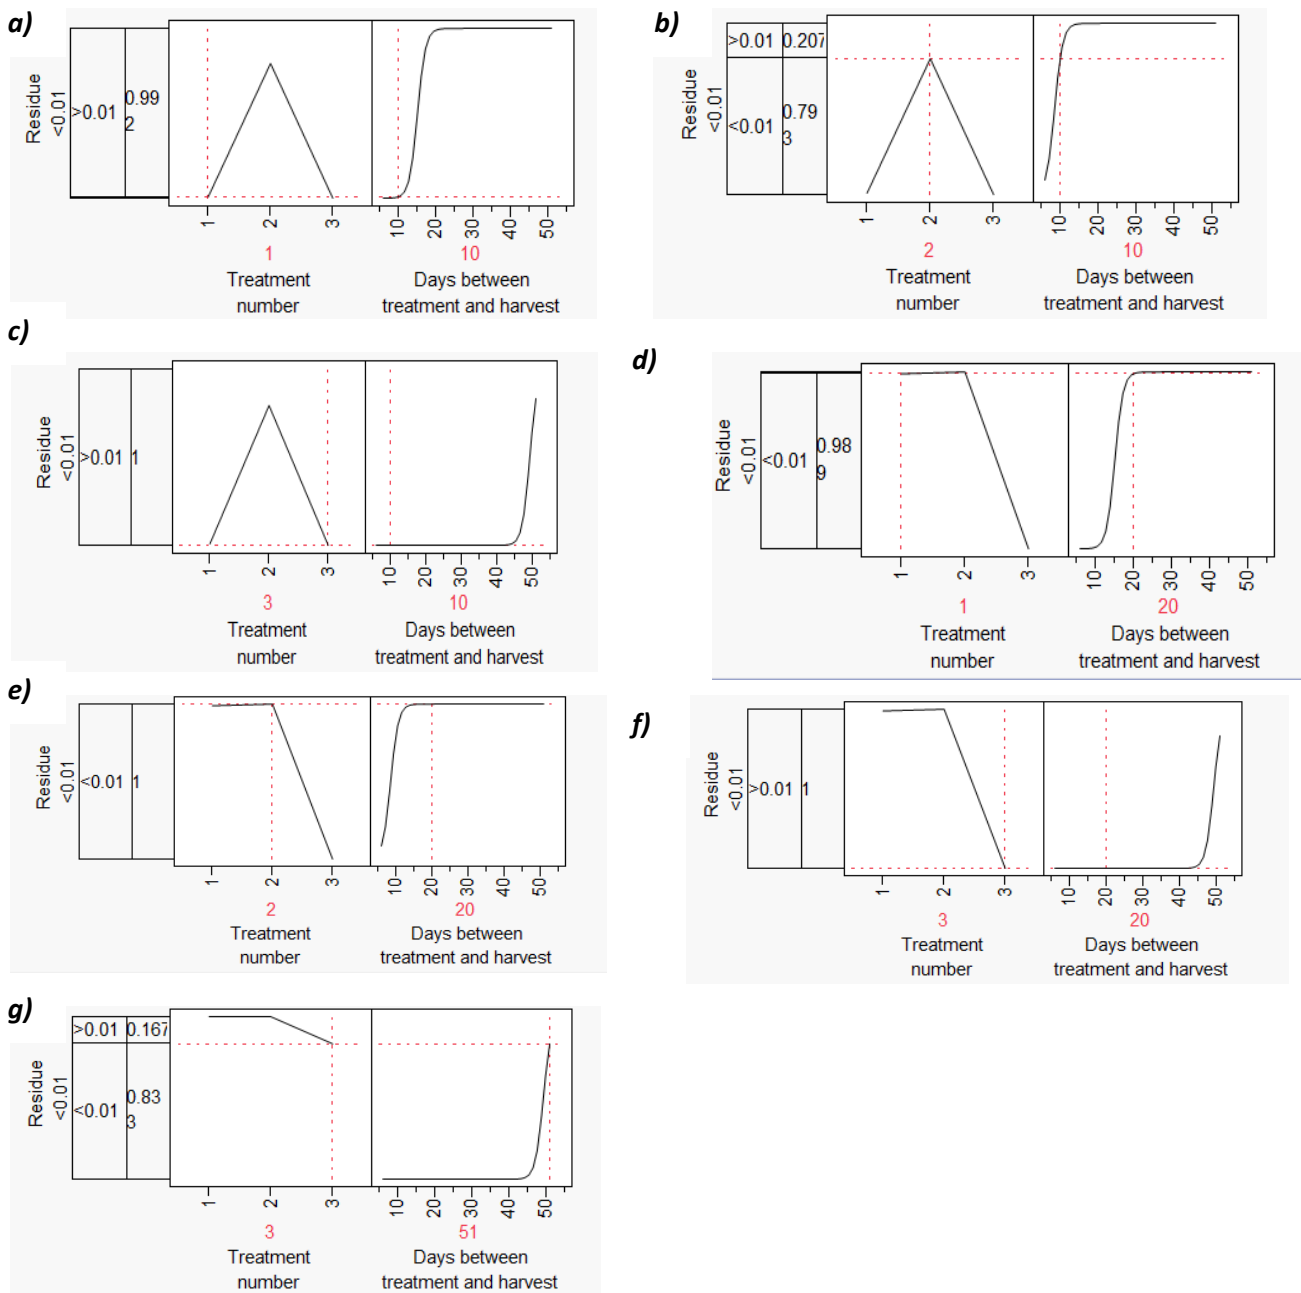 a)
Residue
<0.01
>0.01
0.99
2
1
2
3
10
20
30
40
50
1
10
Treatment
number
Days between
treatment and harvest
b)
Residue
<0.01
>0.01
0.207
<0.01
0.79
3
1
2
3
10
20
30
40
50
2
10
Treatment
number
Days between
treatment and harvest
c)
Residue
<0.01
>0.01
1
1
2
3
10
20
30
40
50
3
10
Treatment
number
Days between
treatment and harvest
d)
Residue
<0.01
<0.01
0.98
9
1
2
3
10
20
30
40
50
1
20
Treatment
number
Days between
treatment and harvest
e)
Residue
<0.01
<0.01
1
1
2
3
10
20
30
40
50
2
20
Treatment
number
Days between
treatment and harvest
f)
Residue
<0.01
>0.01
1
1
2
3
10
20
30
40
50
3
20
Treatment
number
Days between
treatment and harvest
g)
Residue
<0.01
>0.01
0.167
<0.01
0.83
3
1
2
3
10
20
30
40
50
3
51
Treatment
number
Days between
treatment and harvest